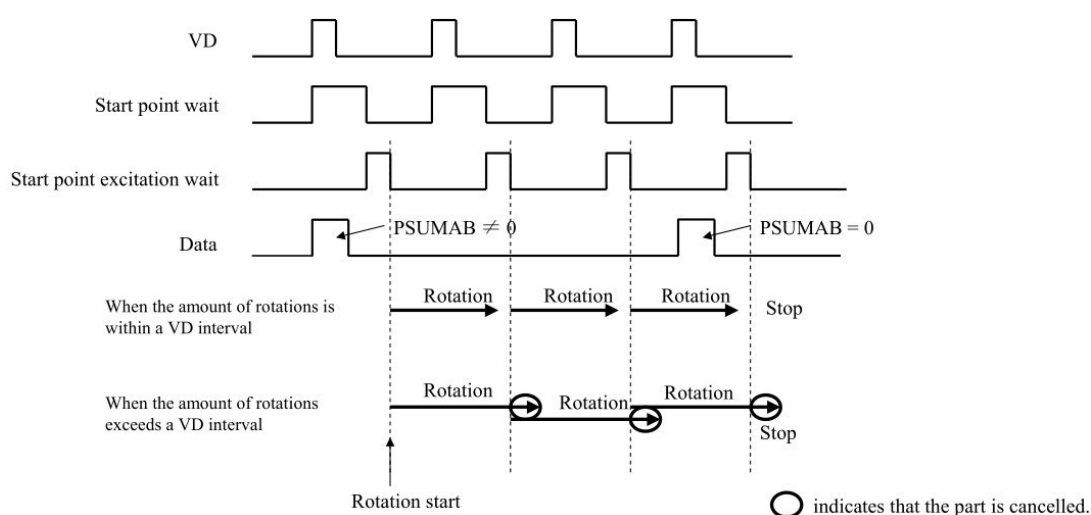 VD
Start point wait
Start point excitation wait
Data
PSUMAB ≠ 0
PSUMAB = 0
When the amount of rotations is
within a VD interval
Rotation
Rotation
Rotation
Stop
When the amount of rotations
exceeds a VD interval
Rotation
Rotation
Rotation
Stop
Rotation start
indicates that the part is cancelled.